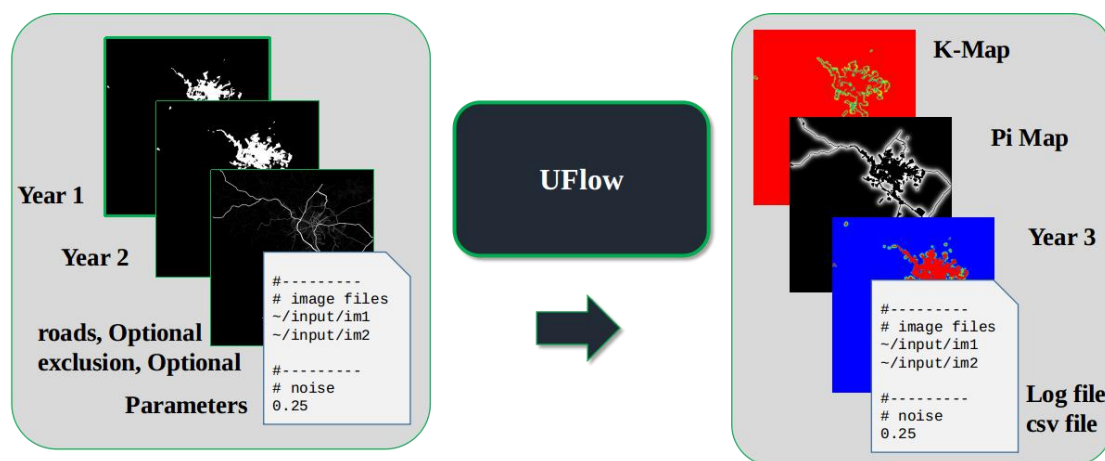 Year 1
Year 2
roads, Optional
exclusion, Optional
Parameters
#---------
# image files
~/input/im1
~/input/im2
#---------
# noise
0.25
UFlow
K-Map
Pi Map
Year 3
#---------
# image files
~/input/im1
~/input/im2
#---------
# noise
0.25
Log file
csv file